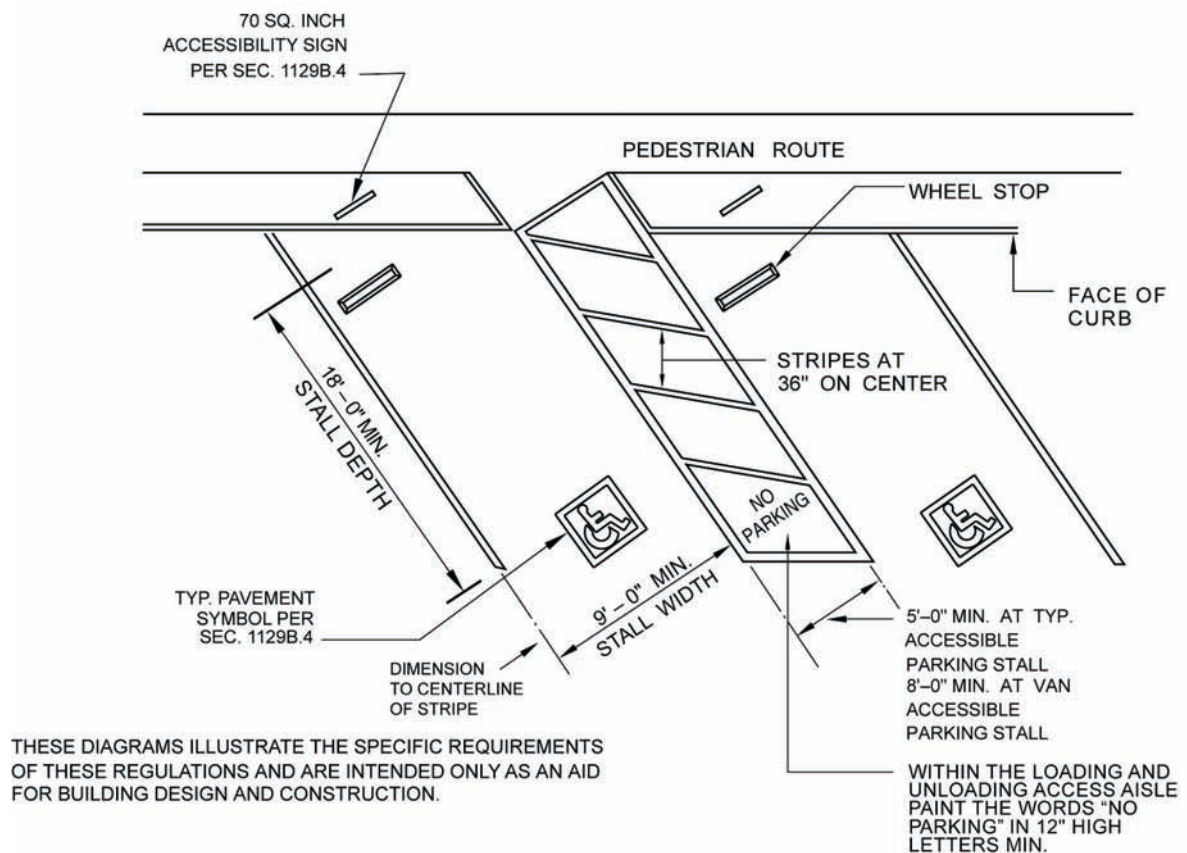 70 SQ. INCH
ACCESSIBILITY SIGN
PER SEC. 1129B.4
PEDESTRIAN ROUTE
WHEEL STOP
FACE OF
CURB
STRIPES AT
36" ON CENTER
18'–0" MIN.
STALL DEPTH
NO
PARKING
9'–0" MIN.
STALL WIDTH
TYP. PAVEMENT
SYMBOL PER
SEC. 1129B.4
DIMENSION
TO CENTERLINE
OF STRIPE
5'–0" MIN. AT TYP.
ACCESSIBLE
PARKING STALL
8'–0" MIN. AT VAN
ACCESSIBLE
PARKING STALL
THESE DIAGRAMS ILLUSTRATE THE SPECIFIC REQUIREMENTS
OF THESE REGULATIONS AND ARE INTENDED ONLY AS AN AID
FOR BUILDING DESIGN AND CONSTRUCTION.
WITHIN THE LOADING AND
UNLOADING ACCESS AISLE
PAINT THE WORDS “NO
PARKING” IN 12" HIGH
LETTERS MIN.